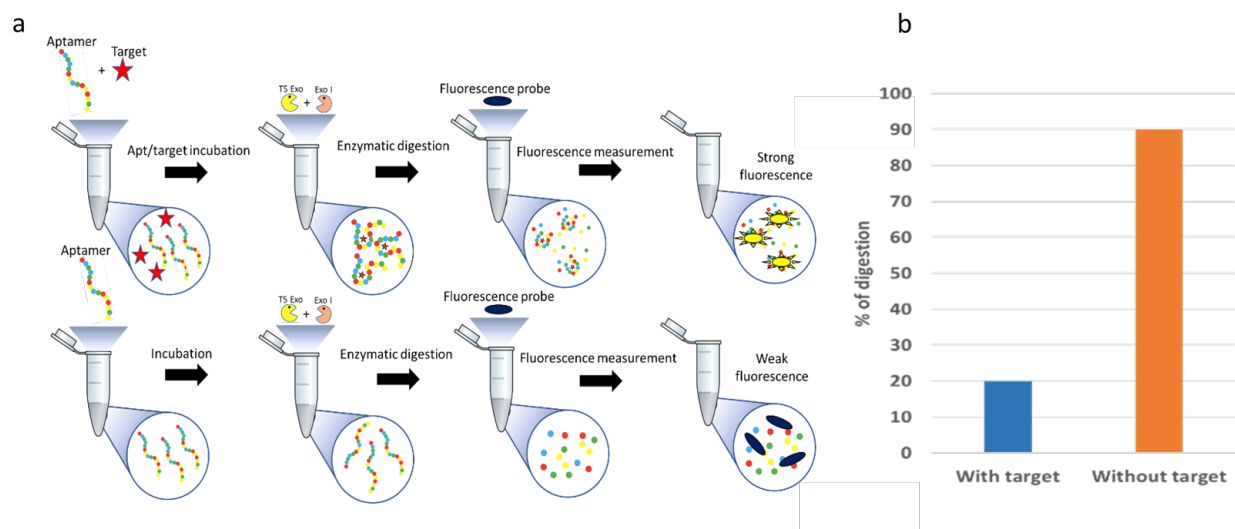 a
Aptamer
+
Target
Apt/target incubation
T5 Exo
+
Exo I
Enzymatic digestion
Fluorescence probe
Fluorescence measurement
Strong
fluorescence
Aptamer
Incubation
T5 Exo
+
Exo I
Enzymatic digestion
Fluorescence probe
Fluorescence measurement
Weak
fluorescence
b
% of digestion
100
90
80
70
60
50
40
30
20
10
0
With target
Without target